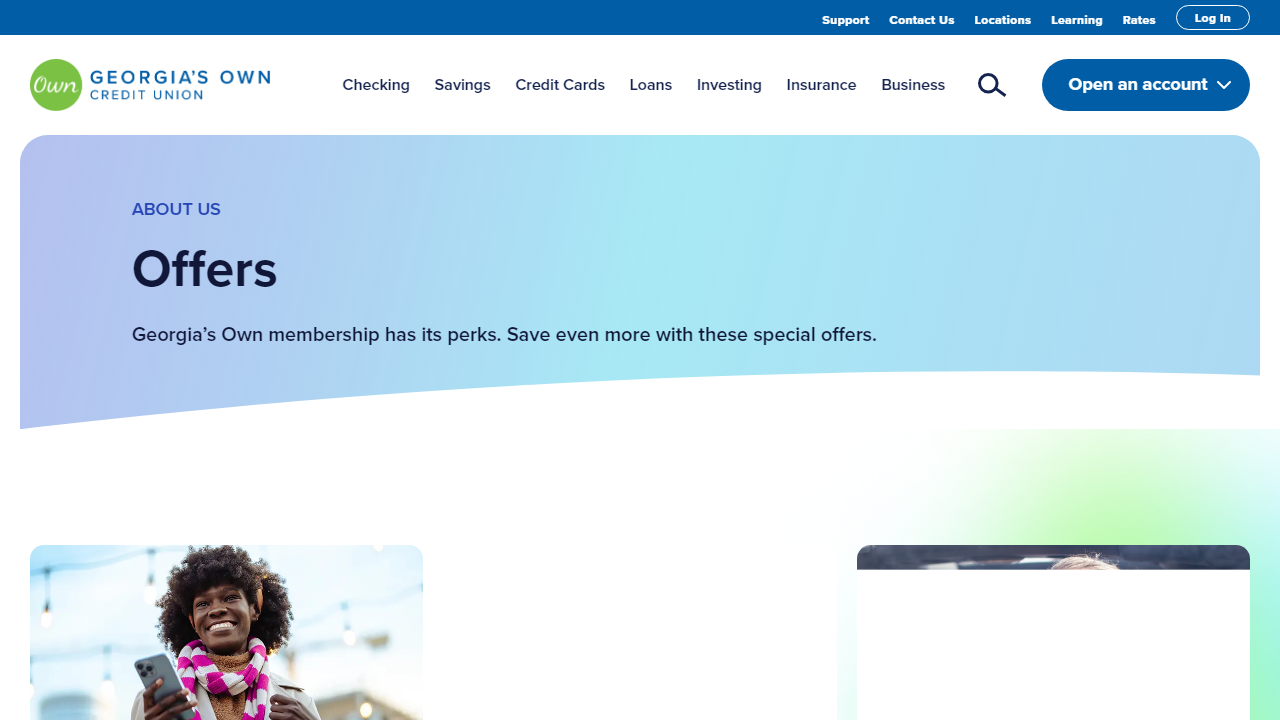 Support Contact Us Locations Learning Rates Log In
Own GEORGIA'S OWN
CREDIT UNION
Checking Savings Credit Cards Loans Investing Insurance Business Open an account
ABOUT US
Offers
Georgia’s Own membership has its perks. Save even more with these special offers.